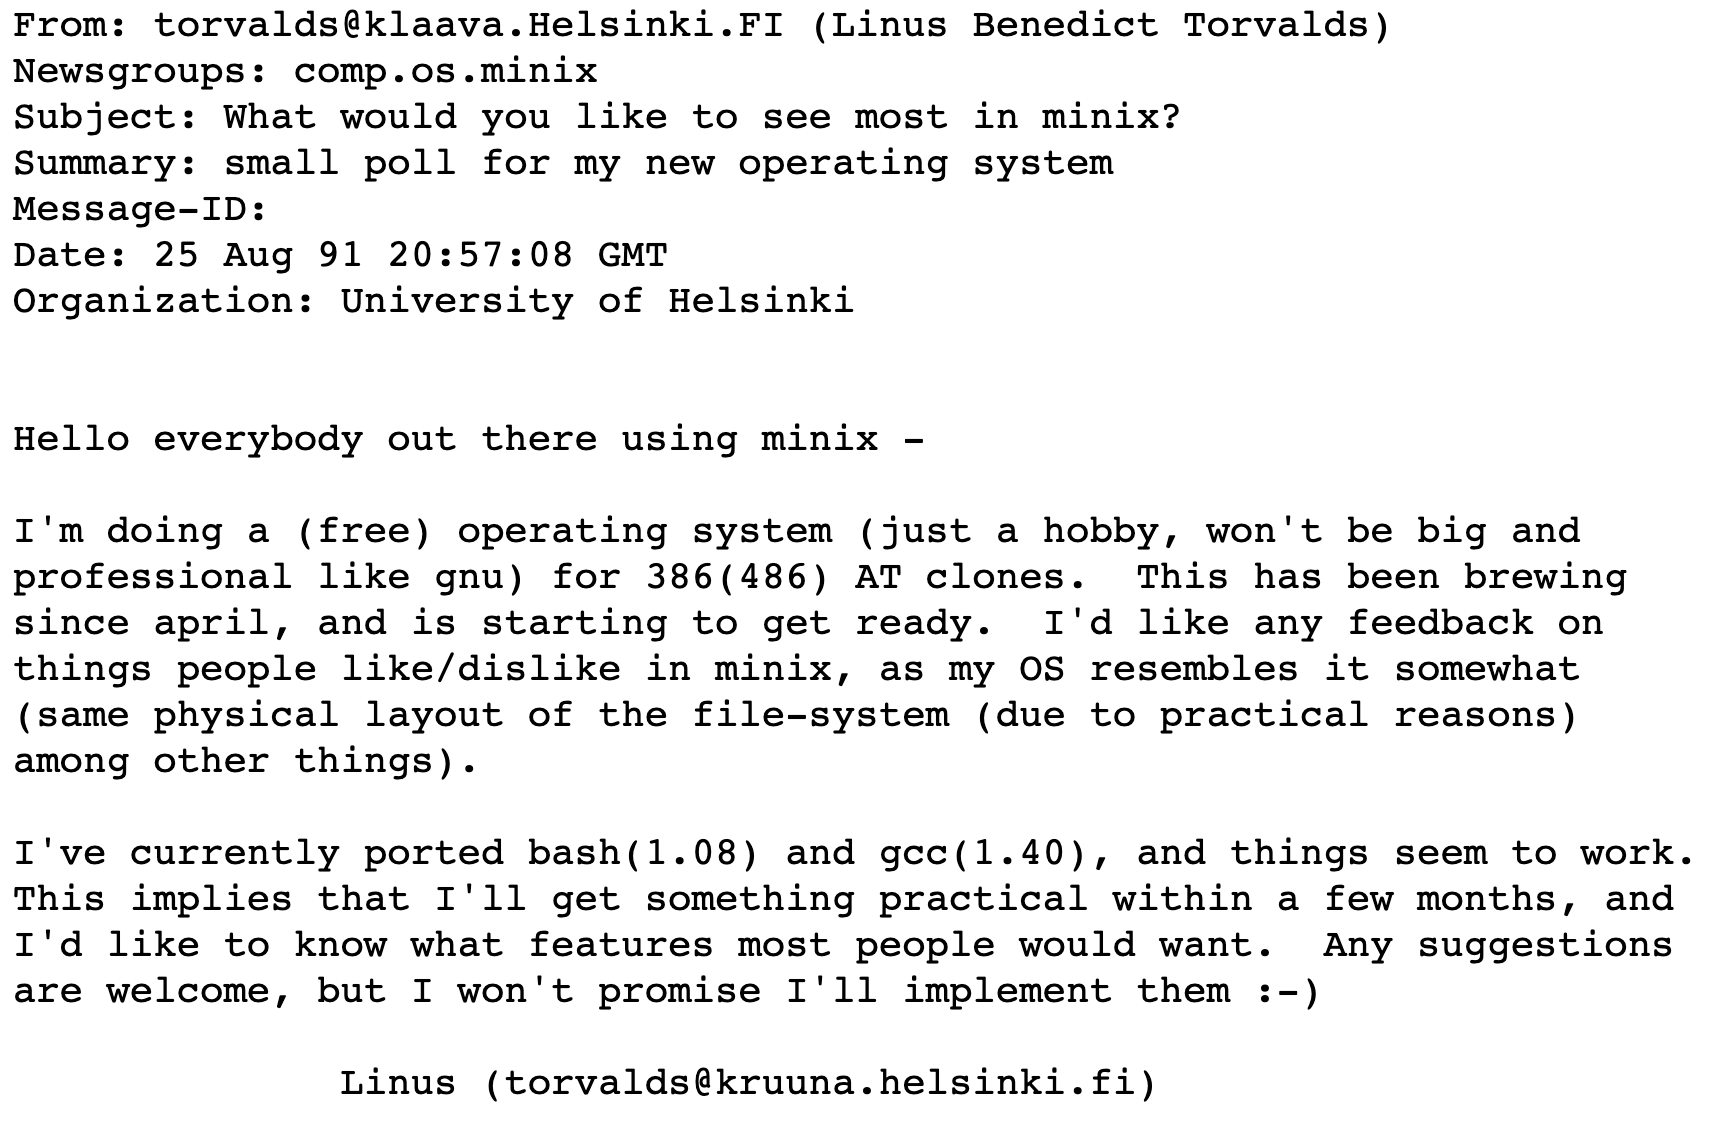 From: torvalds@klaava.Helsinki.FI (Linus Benedict Torvalds)
Newsgroups: comp.os.minix
Subject: What would you like to see most in minix?
Summary: small poll for my new operating system
Message-ID:
Date: 25 Aug 91 20:57:08 GMT
Organization: University of Helsinki

Hello everybody out there using minix -

I'm doing a (free) operating system (just a hobby, won't be big and
professional like gnu) for 386(486) AT clones.  This has been brewing
since april, and is starting to get ready.  I'd like any feedback on
things people like/dislike in minix, as my OS resembles it somewhat
(same physical layout of the file-system (due to practical reasons)
among other things).

I've currently ported bash(1.08) and gcc(1.40), and things seem to work.
This implies that I'll get something practical within a few months, and
I'd like to know what features most people would want.  Any suggestions
are welcome, but I won't promise I'll implement them :-)

Linus (torvalds@kruuna.helsinki.fi)